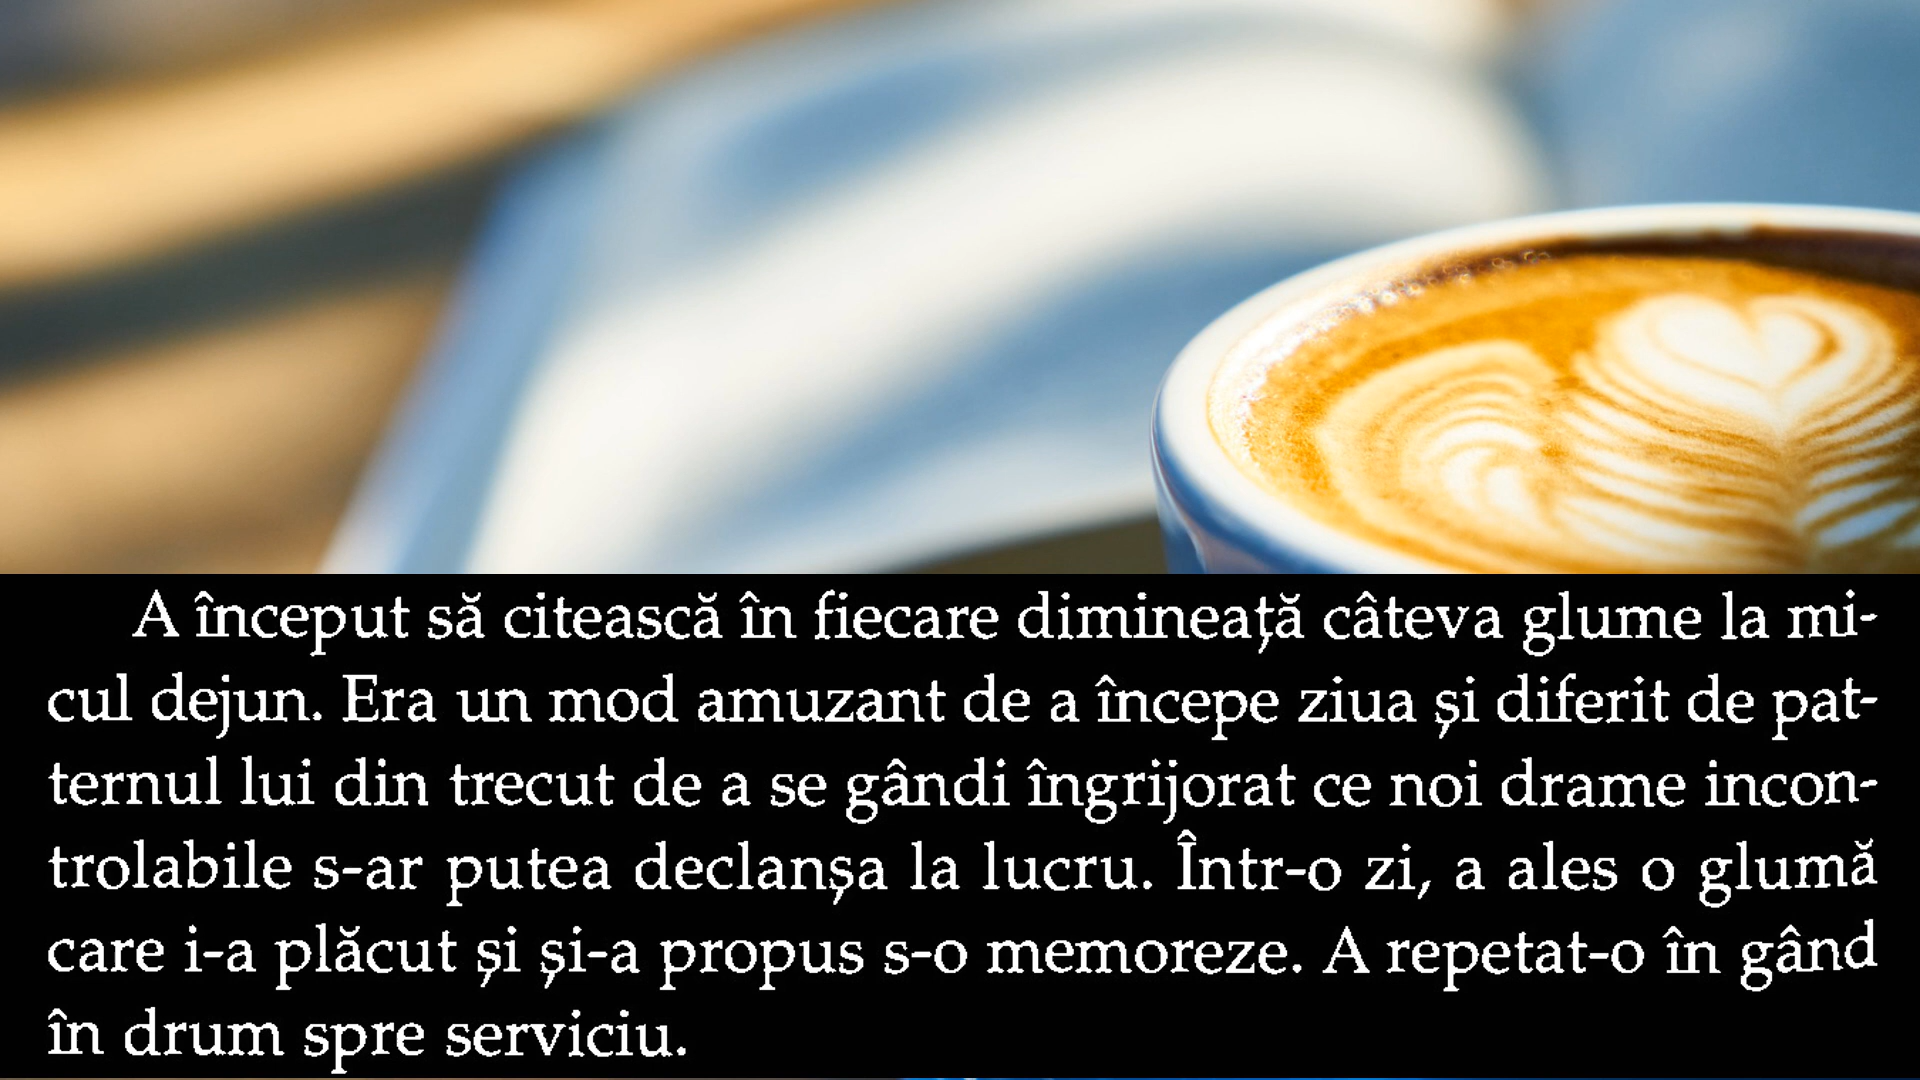 A început să citească în fiecare dimineață câteva glume la mi-
cul dejun. Era un mod amuzant de a începe ziua și diferit de pat-
ternul lui din trecut de a se gândi îngrijorat ce noi drame incon-
trolabile s-ar putea declanșa la lucru. Într-o zi, a ales o glumă
care i-a plăcut și și-a propus s-o memoreze. A repetat-o în gând
în drum spre serviciu.